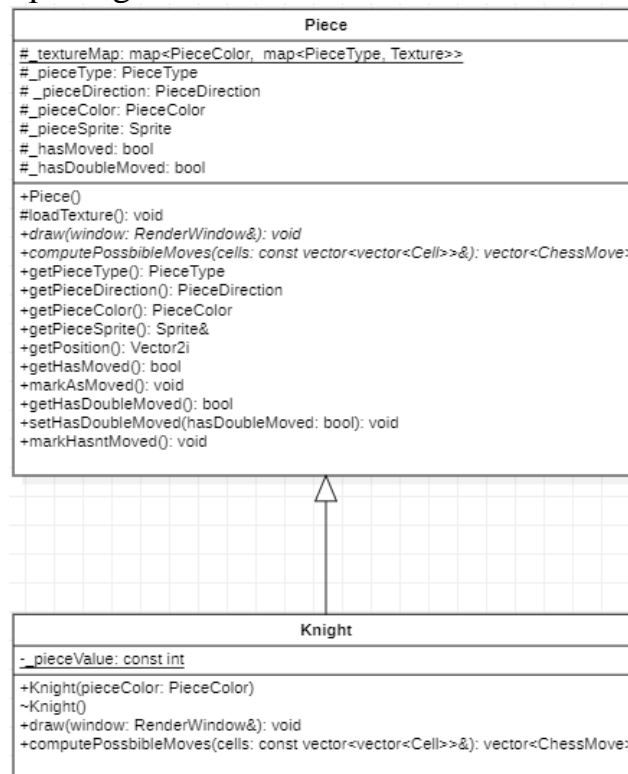 Piece
#_textureMap: map<PieceColor, map<PieceType, Texture>>
#_pieceType: PieceType
# _pieceDirection: PieceDirection
#_pieceColor: PieceColor
#_pieceSprite: Sprite
#_hasMoved: bool
#_hasDoubleMoved: bool
+Piece()
#loadTexture(): void
+draw(window: RenderWindow&): void
+computePossbibleMoves(cells: const vector<vector<Cell>>&): vector<ChessMove>
+getPieceType(): PieceType
+getPieceDirection(): PieceDirection
+getPieceColor(): PieceColor
+getPieceSprite(): Sprite&
+getPosition(): Vector2i
+getHasMoved(): bool
+markAsMoved(): void
+getHasDoubleMoved(): bool
+setHasDoubleMoved(hasDoubleMoved: bool): void
+markHasntMoved(): void
Knight
-_pieceValue: const int
+Knight(pieceColor: PieceColor)
~Knight()
+draw(window: RenderWindow&): void
+computePossbibleMoves(cells: const vector<vector<Cell>>&): vector<ChessMove>